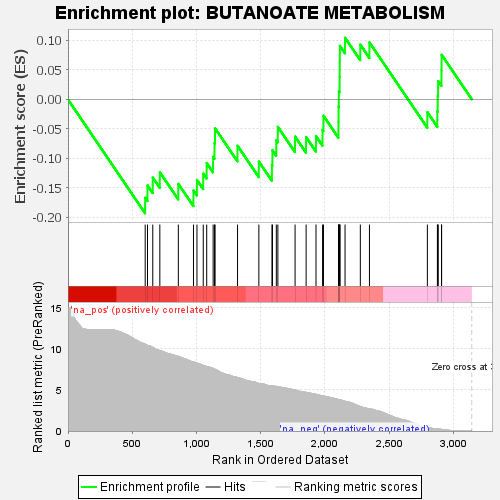 Enrichment plot: BUTANOATE METABOLISM
Enrichment score (ES)
0.10
0.05
0.00
-0.05
-0.10
-0.15
-0.20
'na_pos' (positively correlated)
Ranked list metric (PreRanked)
15
10
5
0
Zero cross at 3
'na_neg' (negatively correlated)
0
500
1,000
1,500
2,000
2,500
3,000
Rank in Ordered Dataset
Enrichment profile
Hits
Ranking metric scores